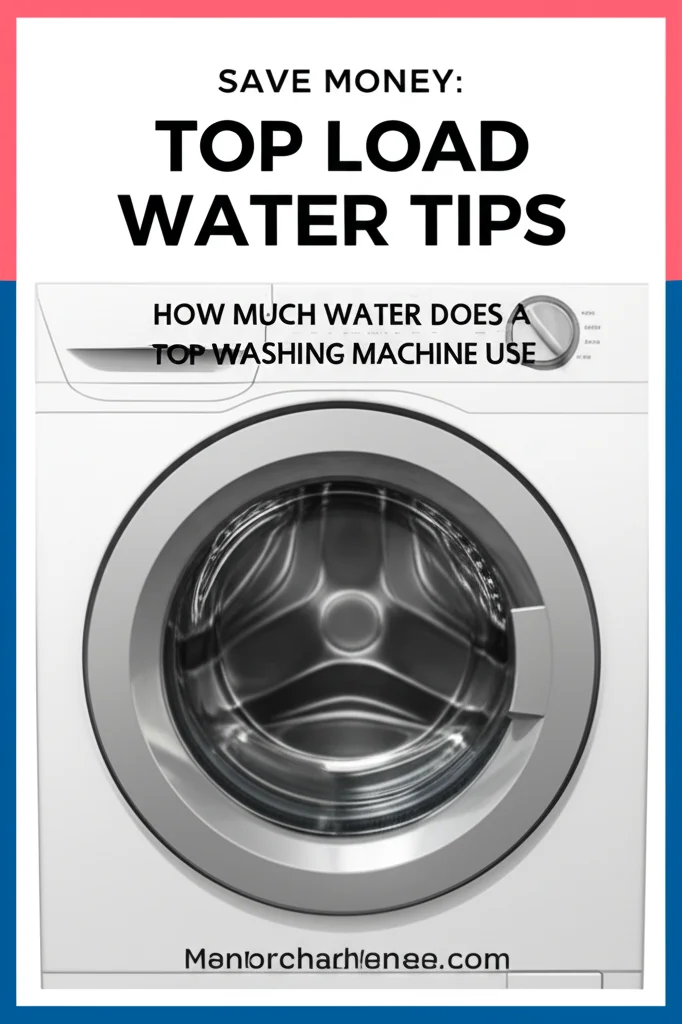 SAVE MONEY:
TOP LOAD
WATER TIPS
HOW MUCH WATER DOES A
TOP WASHING MACHINE USE